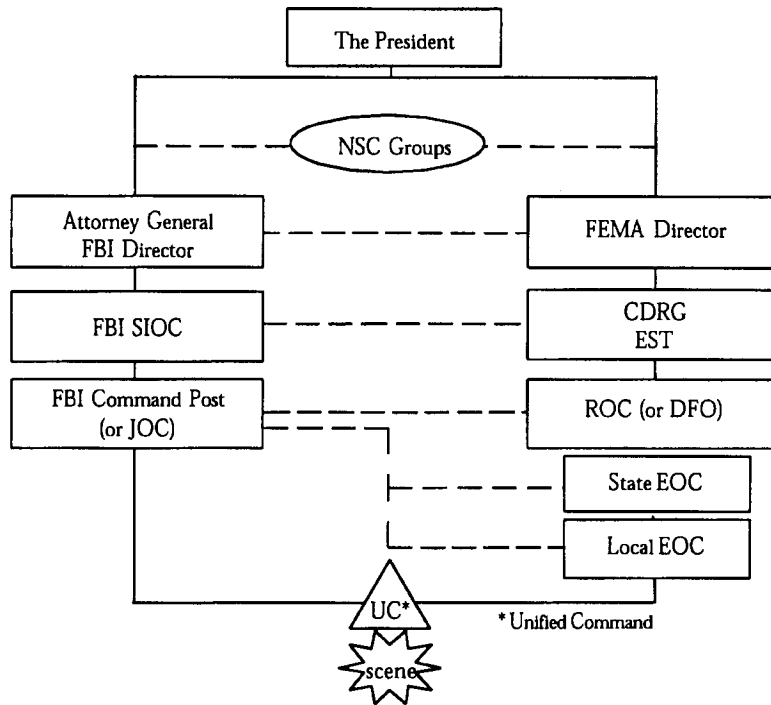 The President
NSC Groups
Attorney General
FBI Director
FEMA Director
FBI SIOC
CDRG
EST
FBI Command Post
(or JOC)
ROC (or DFO)
State EOC
Local EOC
UC*
* Unified Command
scene